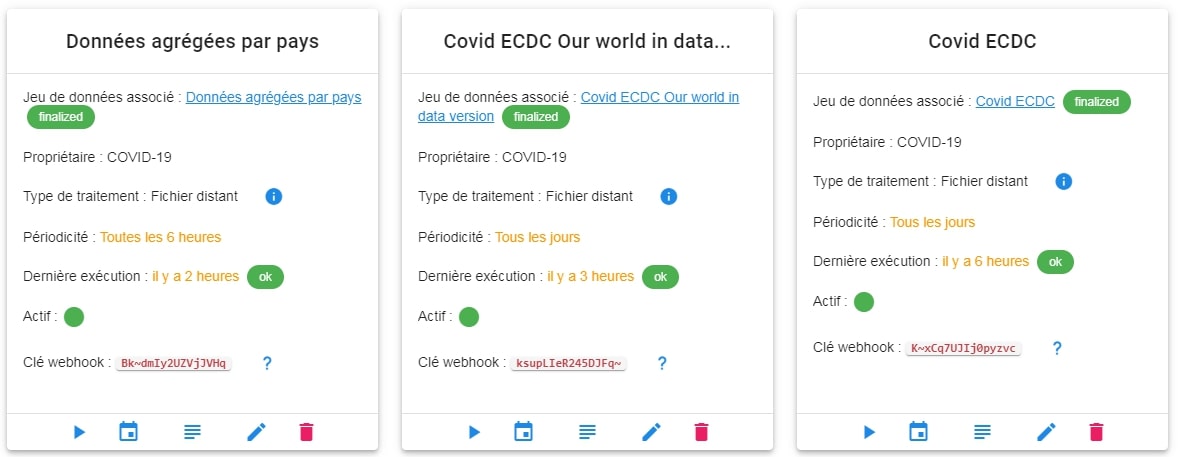 Données agrégées par pays
Jeu de données associé : Données agrégées par pays
finalized
Propriétaire : COVID-19
Type de traitement : Fichier distant
Périodicité : Toutes les 6 heures
Dernière exécution : il y a 2 heures ok
Actif :
Clé webhook : Bk~dmIy2UZVjJVHq ?
Covid ECDC Our world in data...
Jeu de données associé : Covid ECDC Our world in
data version finalized
Propriétaire : COVID-19
Type de traitement : Fichier distant
Périodicité : Tous les jours
Dernière exécution : il y a 3 heures ok
Actif :
Clé webhook : ksupLIeR245DJFq~ ?
Covid ECDC
Jeu de données associé : Covid ECDC finalized
Propriétaire : COVID-19
Type de traitement : Fichier distant
Périodicité : Tous les jours
Dernière exécution : il y a 6 heures ok
Actif :
Clé webhook : K~xCq7UJIj0pyzvc ?